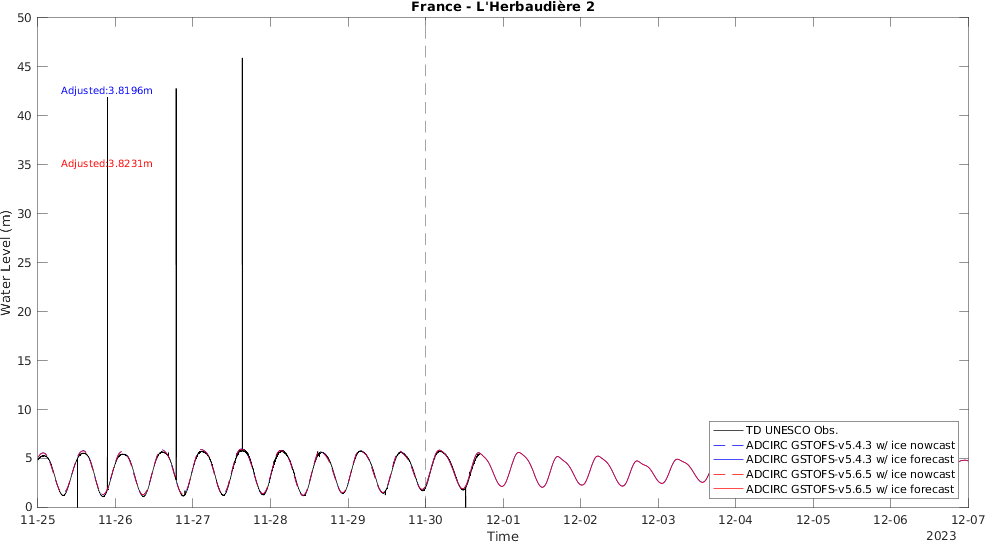 France - L'Herbaudière 2
50
45
40
35
30
25
20
15
10
5
0
Water Level (m)
Adjusted:3.8196m
Adjusted:3.8231m
TD UNESCO Obs.
ADCIRC GSTOFS-v5.4.3 w/ ice nowcast
ADCIRC GSTOFS-v5.4.3 w/ ice forecast
ADCIRC GSTOFS-v5.6.5 w/ ice nowcast
ADCIRC GSTOFS-v5.6.5 w/ ice forecast
11-25 11-26 11-27 11-28 11-29 11-30 12-01 12-02 12-03 12-04 12-05 12-06 12-07
Time
2023